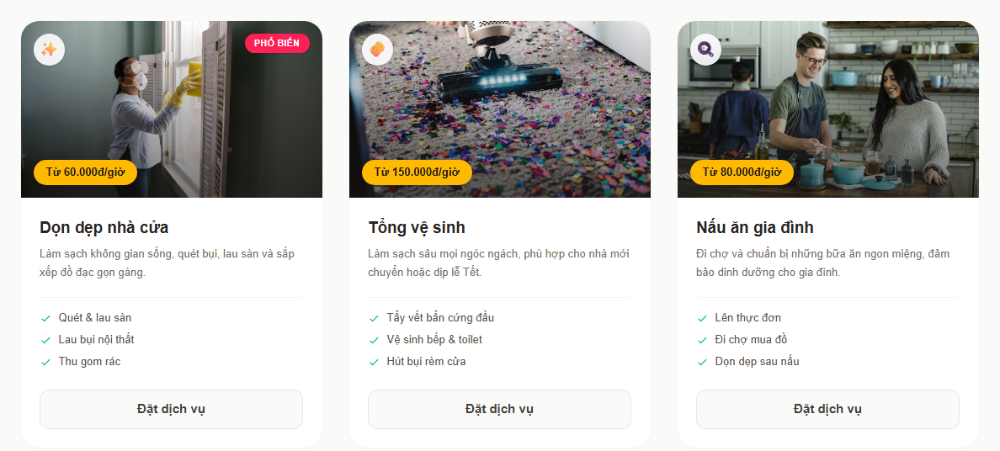 PHỔ BIẾN
Từ 60.000đ/giờ
Dọn dẹp nhà cửa
Làm sạch không gian sống, quét bụi, lau sàn và sắp
xếp đồ đạc gọn gàng.
Quét & lau sàn
Lau bụi nội thất
Thu gom rác
Đặt dịch vụ
Từ 150.000đ/giờ
Tổng vệ sinh
Làm sạch sâu mọi ngóc ngách, phù hợp cho nhà mới
chuyển hoặc dịp lễ Tết.
Tẩy vết bẩn cứng đầu
Vệ sinh bếp & toilet
Hút bụi rèm cửa
Đặt dịch vụ
Từ 80.000đ/giờ
Nấu ăn gia đình
Đi chợ và chuẩn bị những bữa ăn ngon miệng, đảm
bảo dinh dưỡng cho gia đình.
Lên thực đơn
Đi chợ mua đồ
Dọn dẹp sau nấu
Đặt dịch vụ